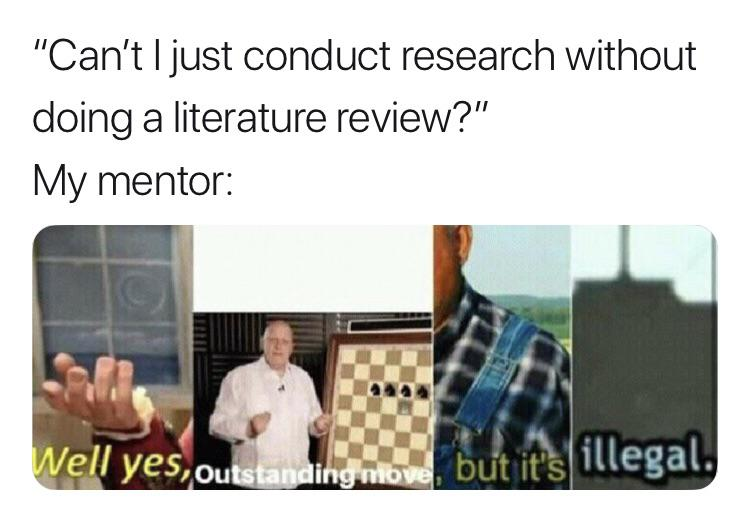 “Can’t I just conduct research without
doing a literature review?”
My mentor:
Well yes, Outstanding move, but it's illegal.